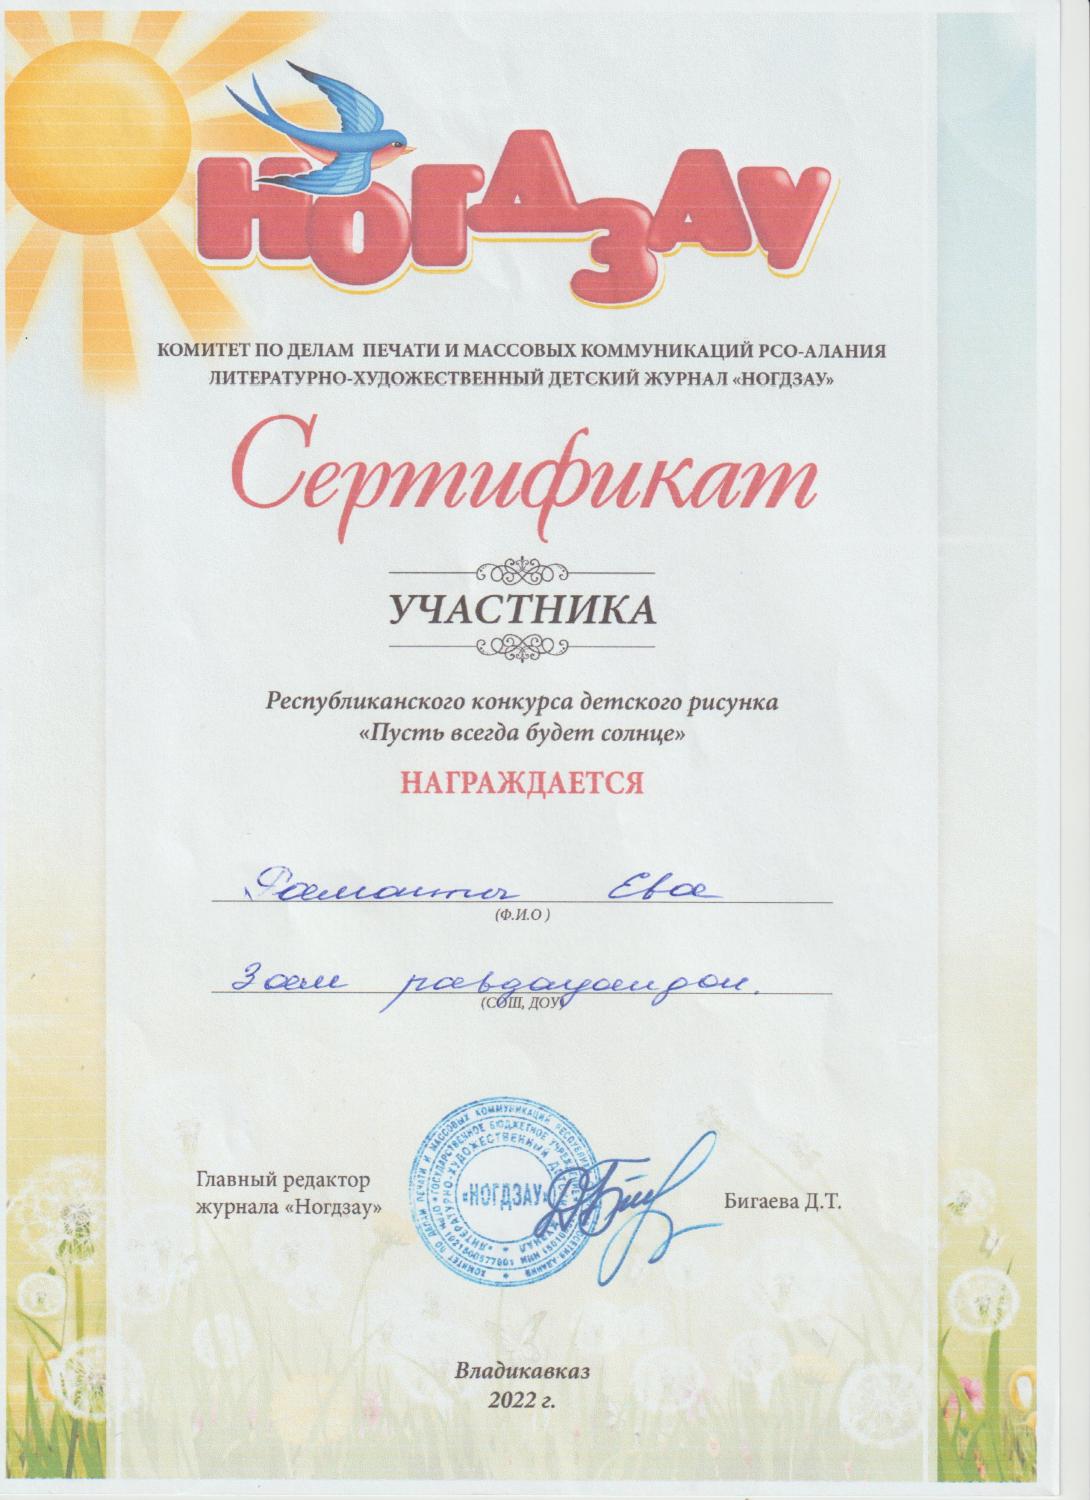 НОГДЗАУ
КОМИТЕТ ПО ДЕЛАМ ПЕЧАТИ И МАССОВЫХ КОММУНИКАЦИЙ РСО-АЛАНИЯ
ЛИТЕРАТУРНО-ХУДОЖЕСТВЕННЫЙ ДЕТСКИЙ ЖУРНАЛ «НОГДЗАУ»
Сертификат
УЧАСТНИКА
Республиканского конкурса детского рисунка
«Пусть всегда будет солнце»
НАГРАЖДАЕТСЯ
Ева
(Ф.И.О )
(СОШ, ДОУ)
Главный редактор
журнала «Ногдзау»
«НОГДЗАУ»
Бигаева Д.Т.
Владикавказ
2022 г.